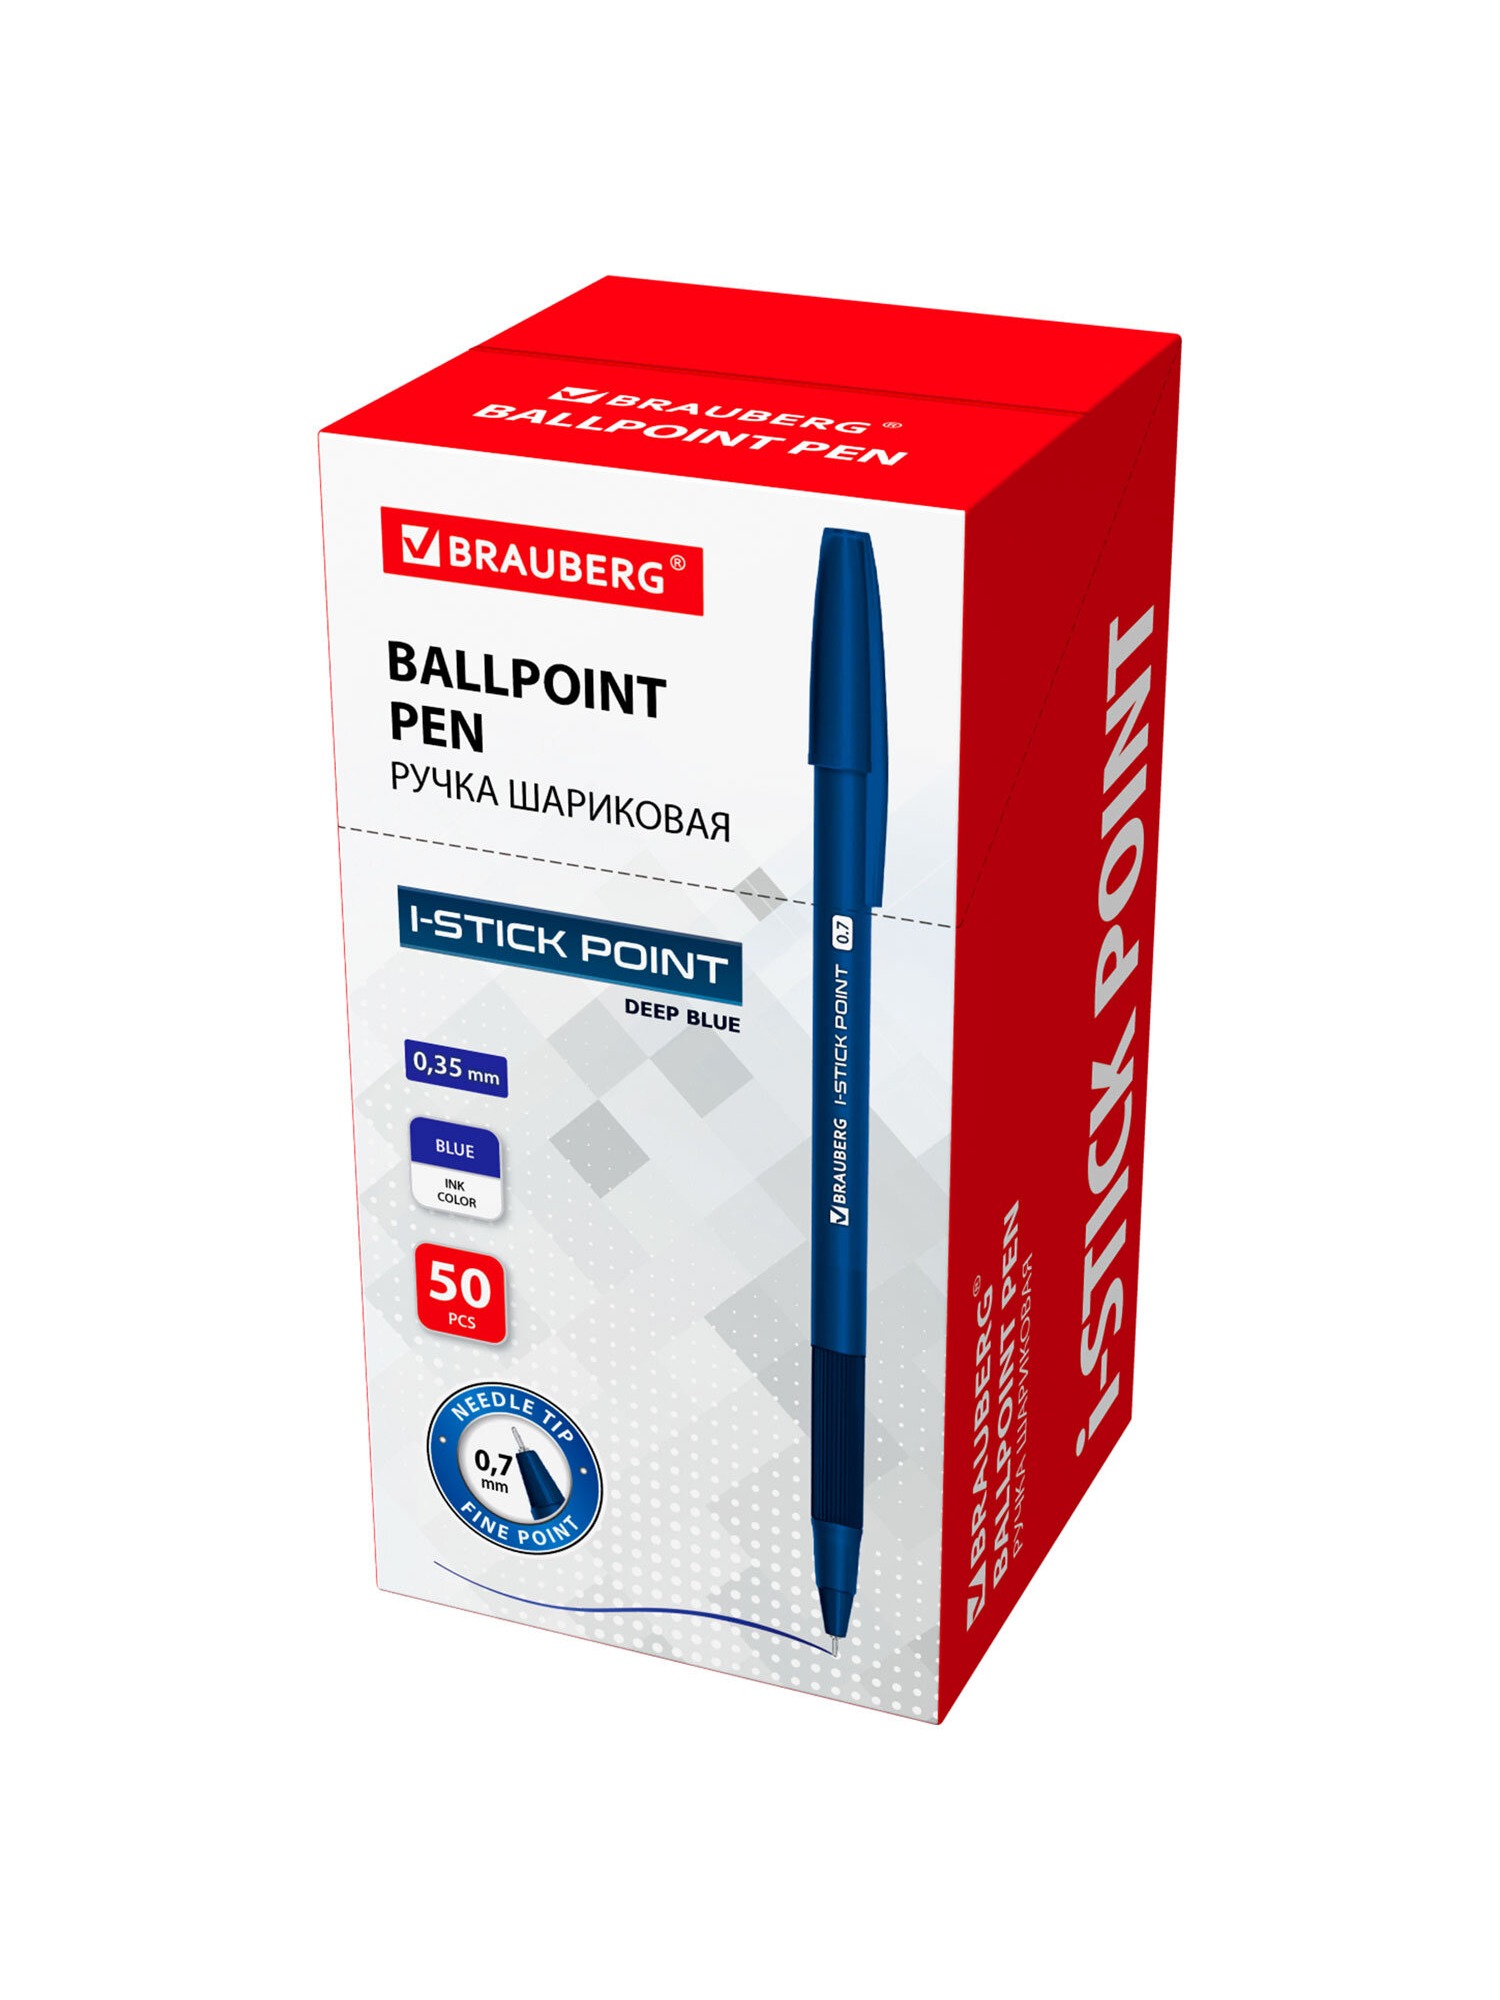 BRAUBERG ®
BALLPOINT PEN
BRAUBERG®
BALLPOINT
PEN
РУЧКА ШАРИКОВАЯ
I-STICK POINT
DEEP BLUE
0,35 mm
BLUE
INK
COLOR
50
PCS
NEEDLE TIP
0,7
mm
FINE POINT
BRAUBERG I-STICK POINT 0.7
BRAUBERG®
BALLPOINT PEN
РУЧКА ШАРИКОВАЯ
i-STICK POINT